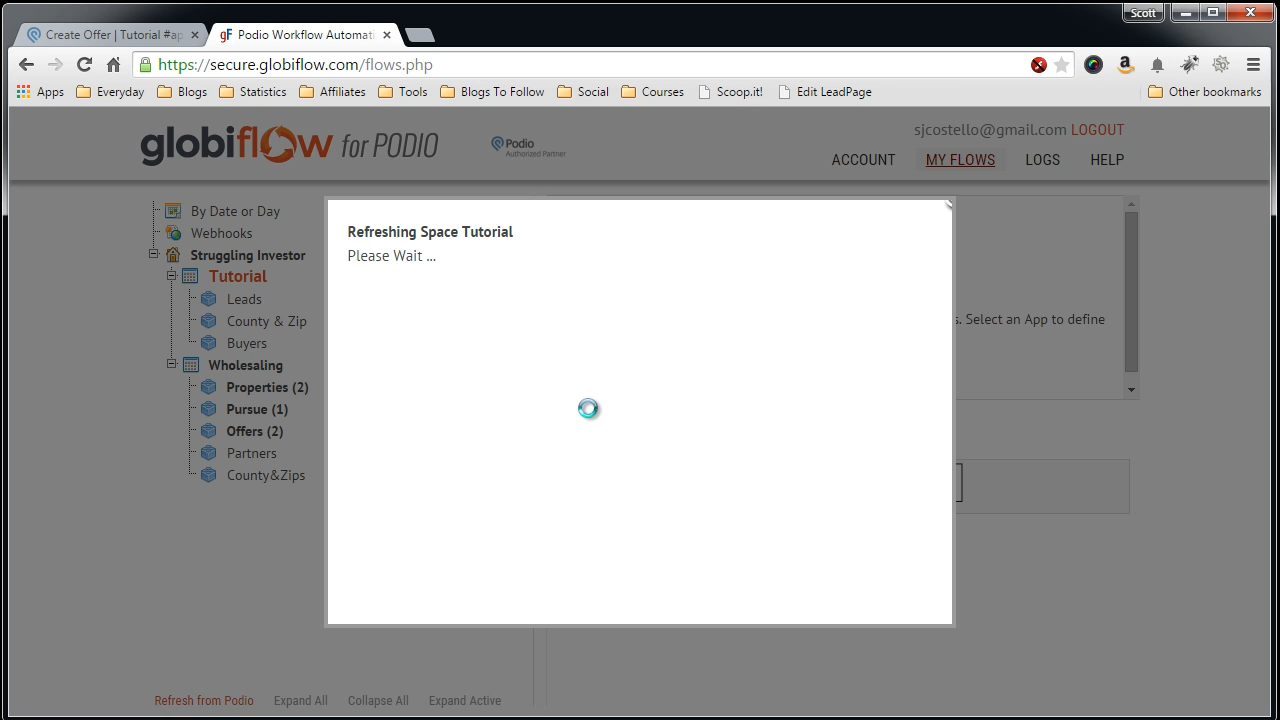 Scott
Create Offer | Tutorial #ap
gF Podio Workflow Automati
https://secure.globiflow.com/flows.php
Apps Everyday Blogs Statistics Affiliates Tools Blogs To Follow Social Courses Scoop.it! Edit LeadPage Other bookmarks
globiflow for PODIO
Podio
Authorized Partner
sjcostello@gmail.com LOGOUT
ACCOUNT MY FLOWS LOGS HELP
By Date or Day
Webhooks
Struggling Investor
Tutorial
Leads
County & Zip
Buyers
Wholesaling
Properties (2)
Pursue (1)
Offers (2)
Partners
County&Zips
Refreshing Space Tutorial
Please Wait ...
s. Select an App to define
Refresh from Podio Expand All Collapse All Expand Active